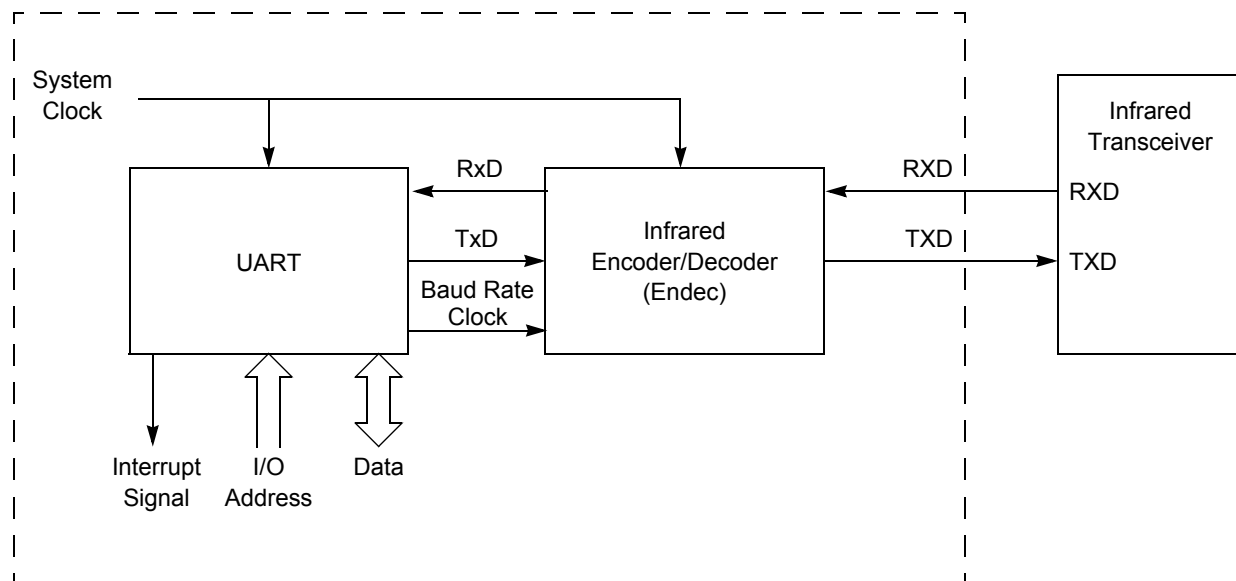 System
Clock
Infrared
Transceiver
RxD
RXD
RXD
TxD
Infrared
Encoder/Decoder
(Endec)
TXD
TXD
UART
Baud Rate
Clock
Interrupt
Signal
I/O
Address
Data